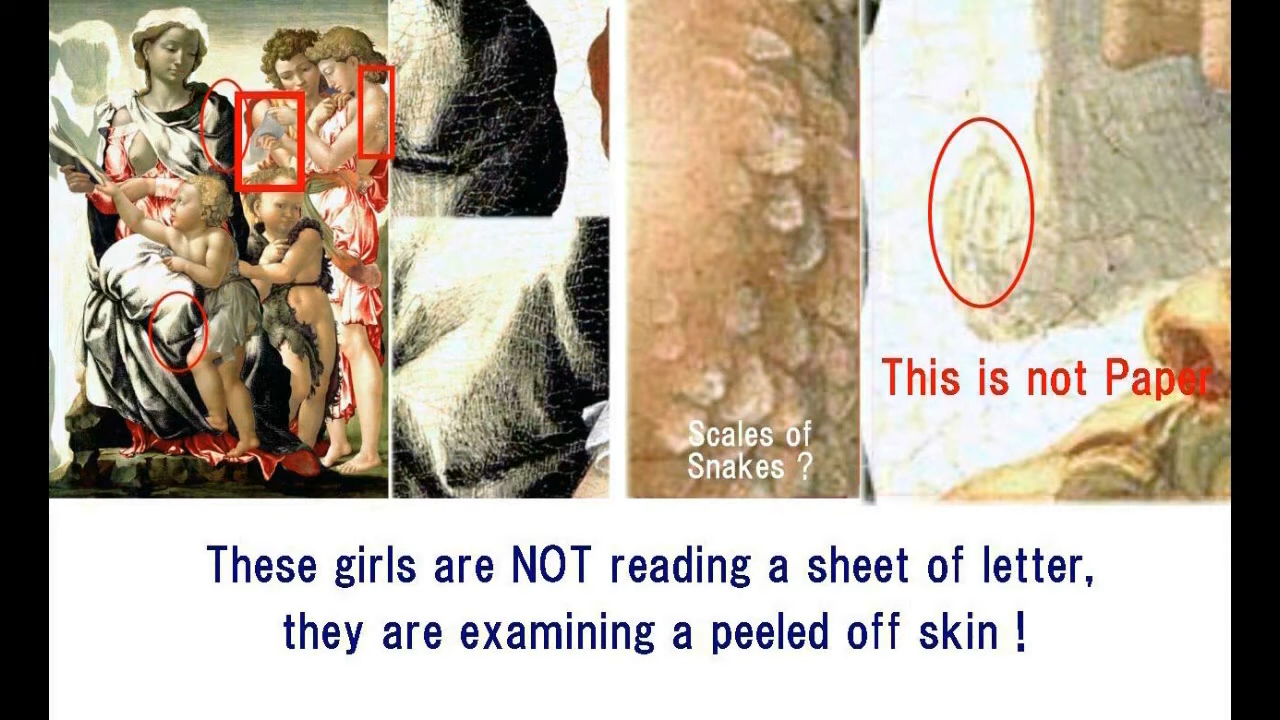 Scales of
Snakes ?
This is not Paper
These girls are NOT reading a sheet of letter,
they are examining a peeled off skin !